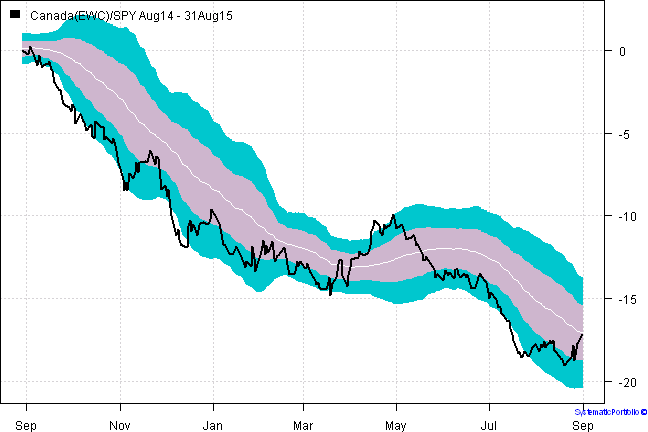 Canada(EWC)/SPY Aug14 - 31Aug15
0
-5
-10
-15
-20
Sep Nov Jan Mar May Jul Sep
SystematicPortfolio ©